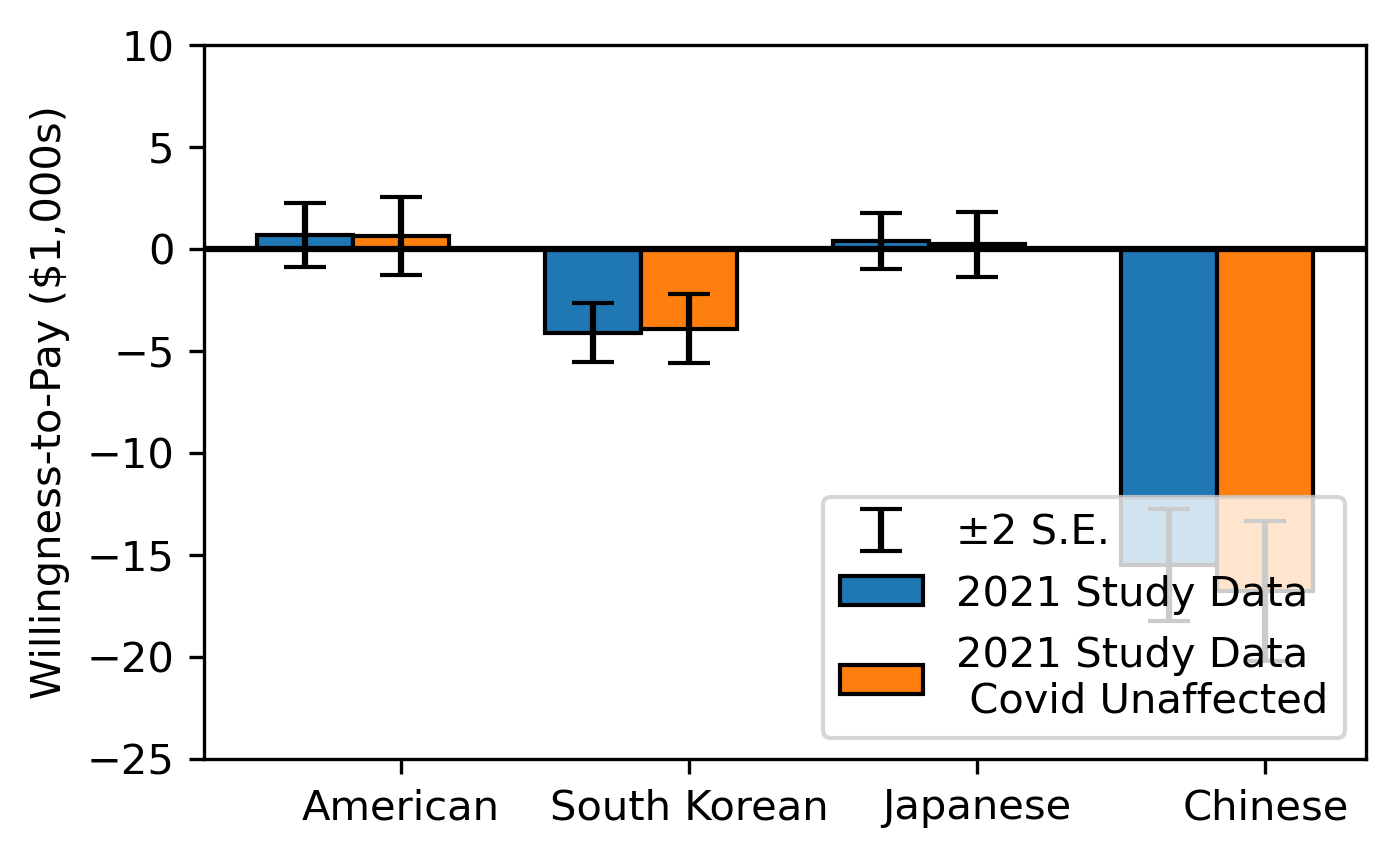 Willingness-to-Pay ($1,000s)
10
5
0
−5
−10
−15
−20
−25
±2 S.E.
2021 Study Data
2021 Study Data
Covid Unaffected
American
South Korean
Japanese
Chinese